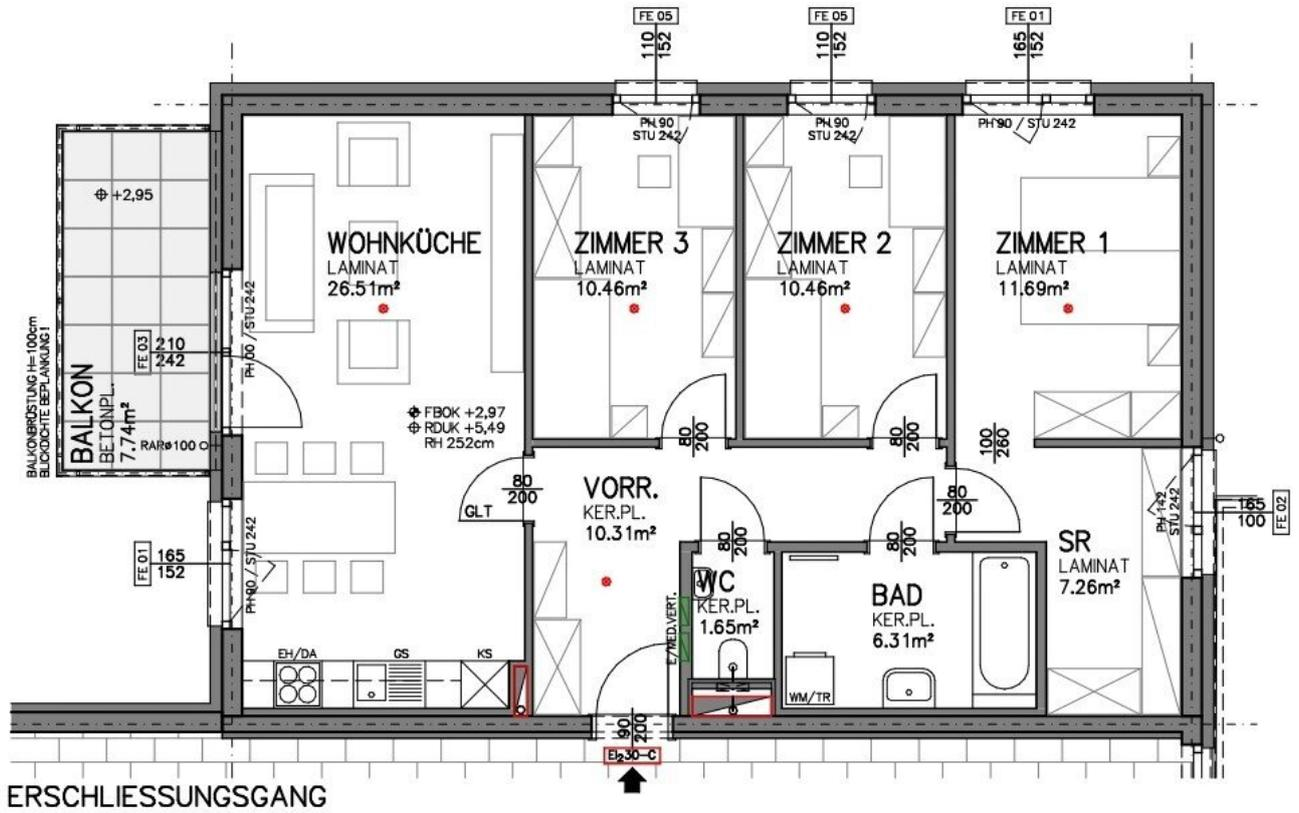 FE 05
110
152
FE 05
110
152
FE 01
165
152
PH 90
STU 242
PH 90
STU 242
PH 90 / STU 242
+2,95
WOHNKÜCHE
LAMINAT
26.51m²
ZIMMER 3
LAMINAT
10.46m²
ZIMMER 2
LAMINAT
10.46m²
ZIMMER 1
LAMINAT
11.69m²
BALKONBRÜSTUNG H=100cm
BLICKDICHTE BEPLANKUNG!
BALKON
BETONPL.
7.74m²
FE 03
210
242
PH 00 / STU 242
FBOK +2,97
RDUK +5,49
RH 252cm
RARø100
80
200
80
200
100
260
80
200
GLT
VORR.
KER.PL.
10.31m²
80
200
80
200
80
200
PH 142
STU 242
165
100
FE 02
FE 01
165
152
PH 90 / STU 242
SR
LAMINAT
7.26m²
WC
KER.PL.
1.65m²
BAD
KER.PL.
6.31m²
E/MED.VERT.
EH/DA
GS
KS
WM/TR
90
200
EI₂30-C
ERSCHLIESSUNGSGANG